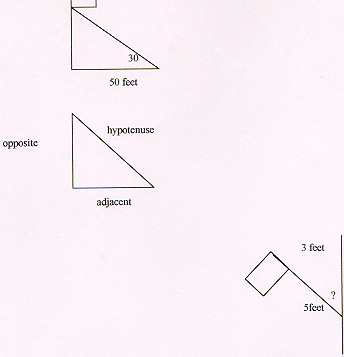 30
50 feet
hypotenuse
opposite
adjacent
3 feet
?
5feet